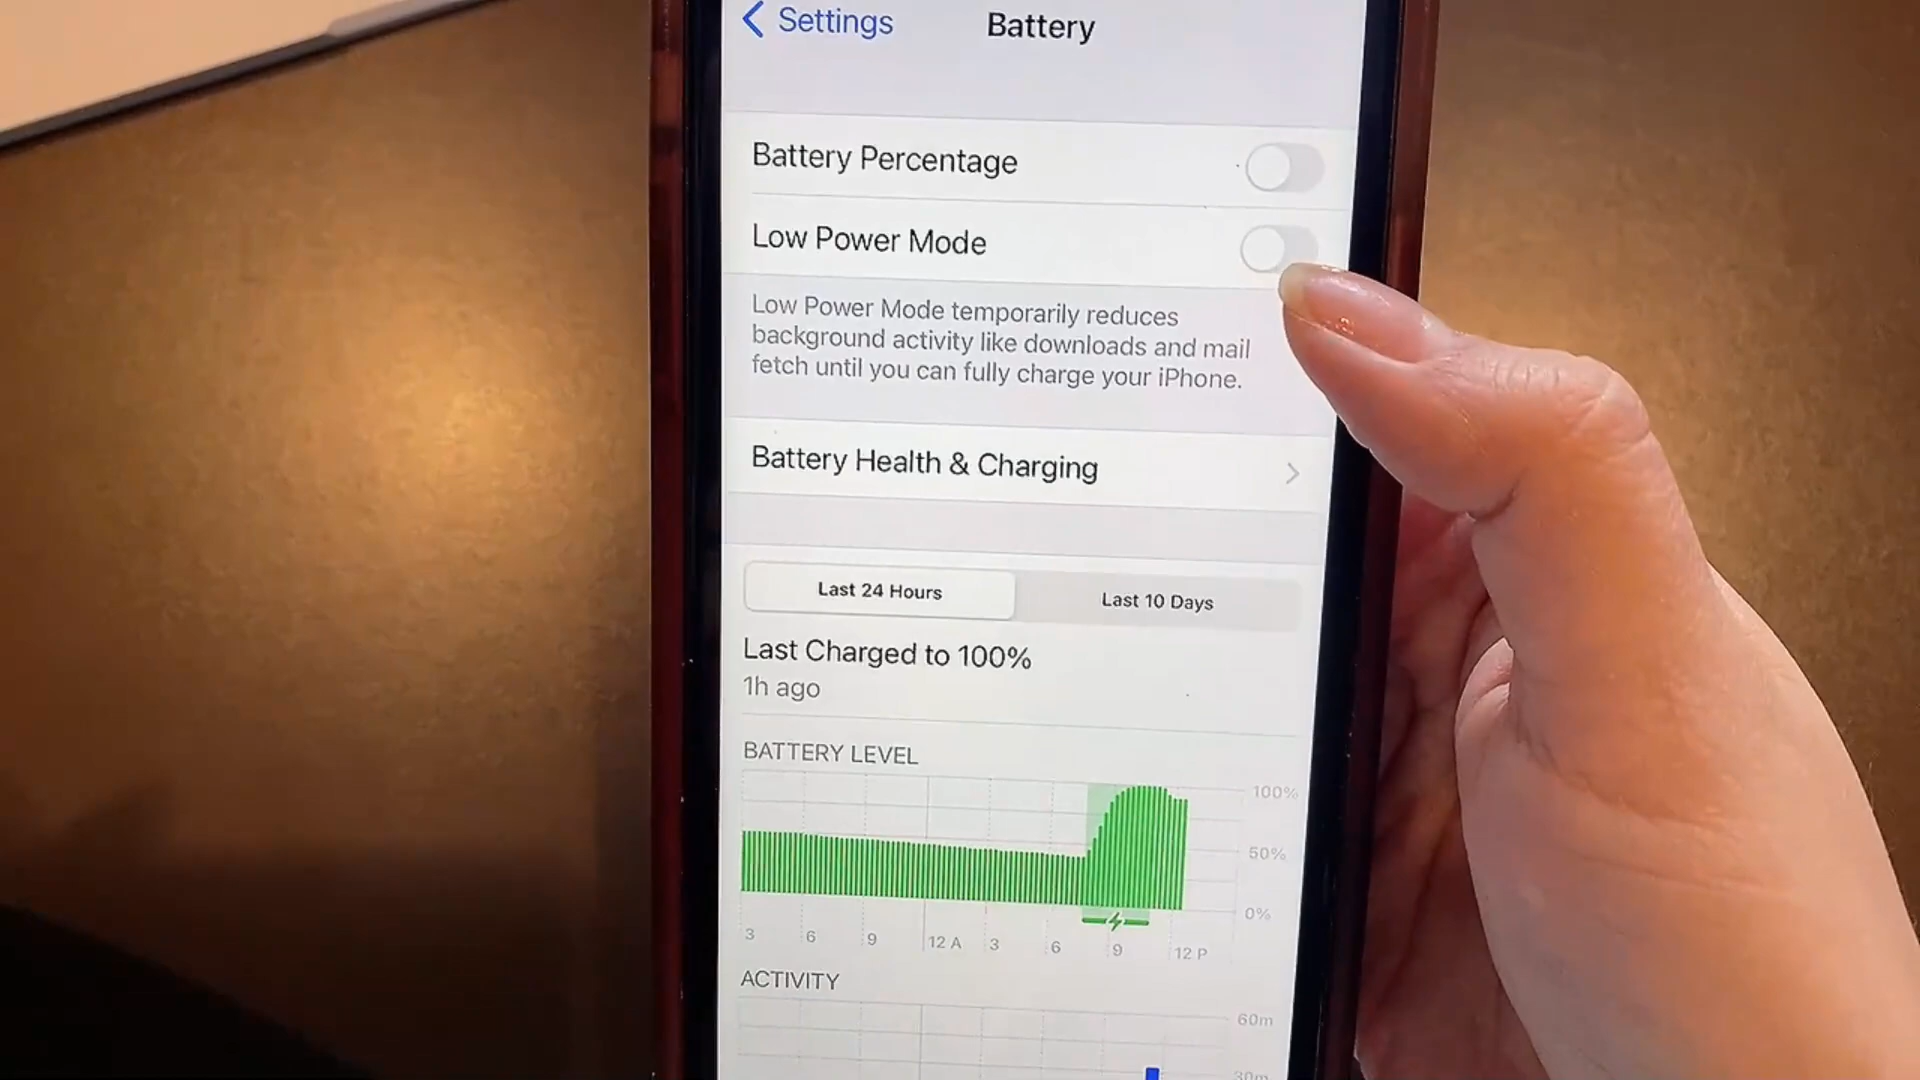 Settings
Battery
Battery Percentage
Low Power Mode
Low Power Mode temporarily reduces
background activity like downloads and mail
fetch until you can fully charge your iPhone.
Battery Health & Charging
Last 24 Hours
Last 10 Days
Last Charged to 100%
1h ago
BATTERY LEVEL
100%
50%
0%
3 6 9 12 A 3 6 9 12 P
ACTIVITY
60m
30m